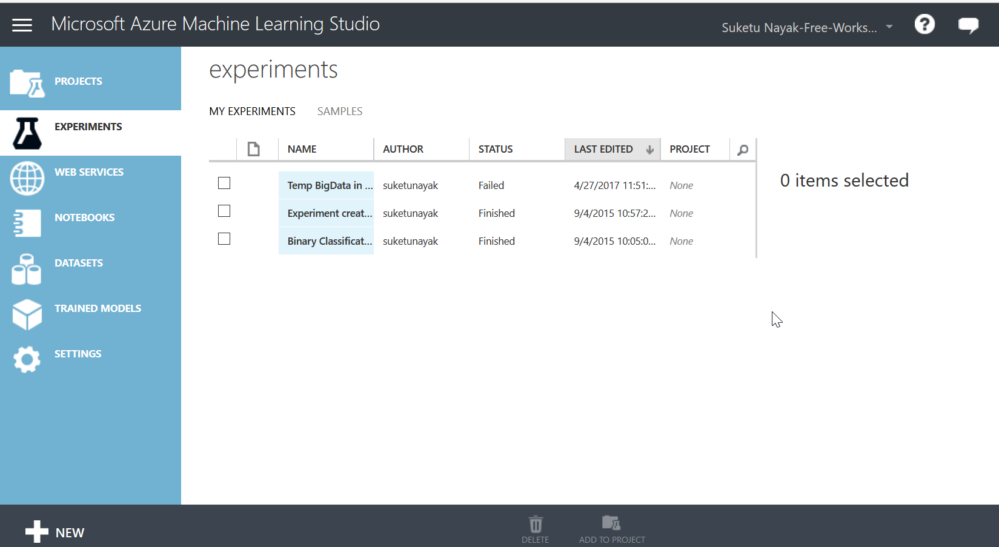 Microsoft Azure Machine Learning Studio
Suketu Nayak-Free-Works...
?
PROJECTS
EXPERIMENTS
WEB SERVICES
NOTEBOOKS
DATASETS
TRAINED MODELS
SETTINGS
experiments
MY EXPERIMENTS SAMPLES
NAME AUTHOR STATUS LAST EDITED PROJECT
Temp BigData in ... suketunayak Failed 4/27/2017 11:51:... None
Experiment creat... suketunayak Finished 9/4/2015 10:57:2... None
Binary Classificat... suketunayak Finished 9/4/2015 10:05:0... None
0 items selected
NEW
DELETE
ADD TO PROJECT